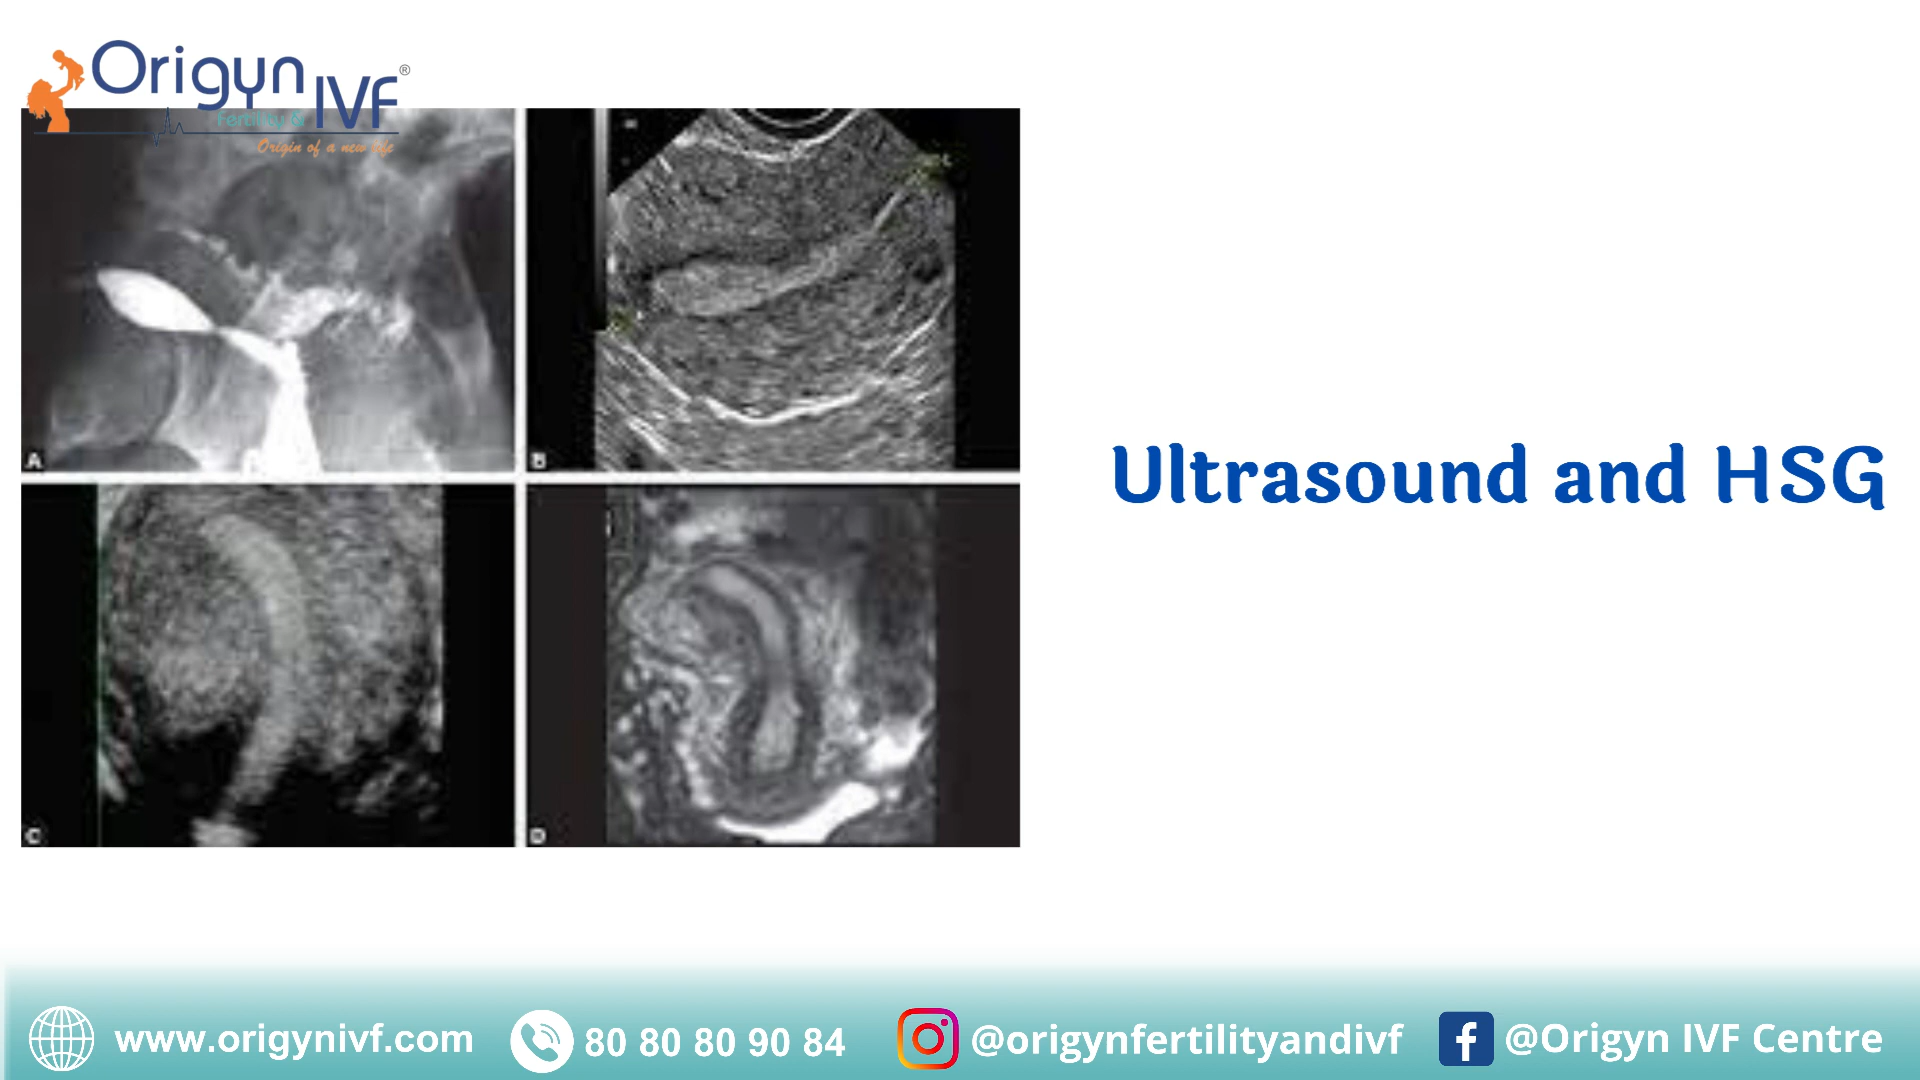 Origyn
®
Fertility &
IVF
Origin of a new life
A
B
Ultrasound and HSG
C
D
www.origynivf.com
80 80 80 90 84
@origynfertilityandivf
@Origyn IVF Centre